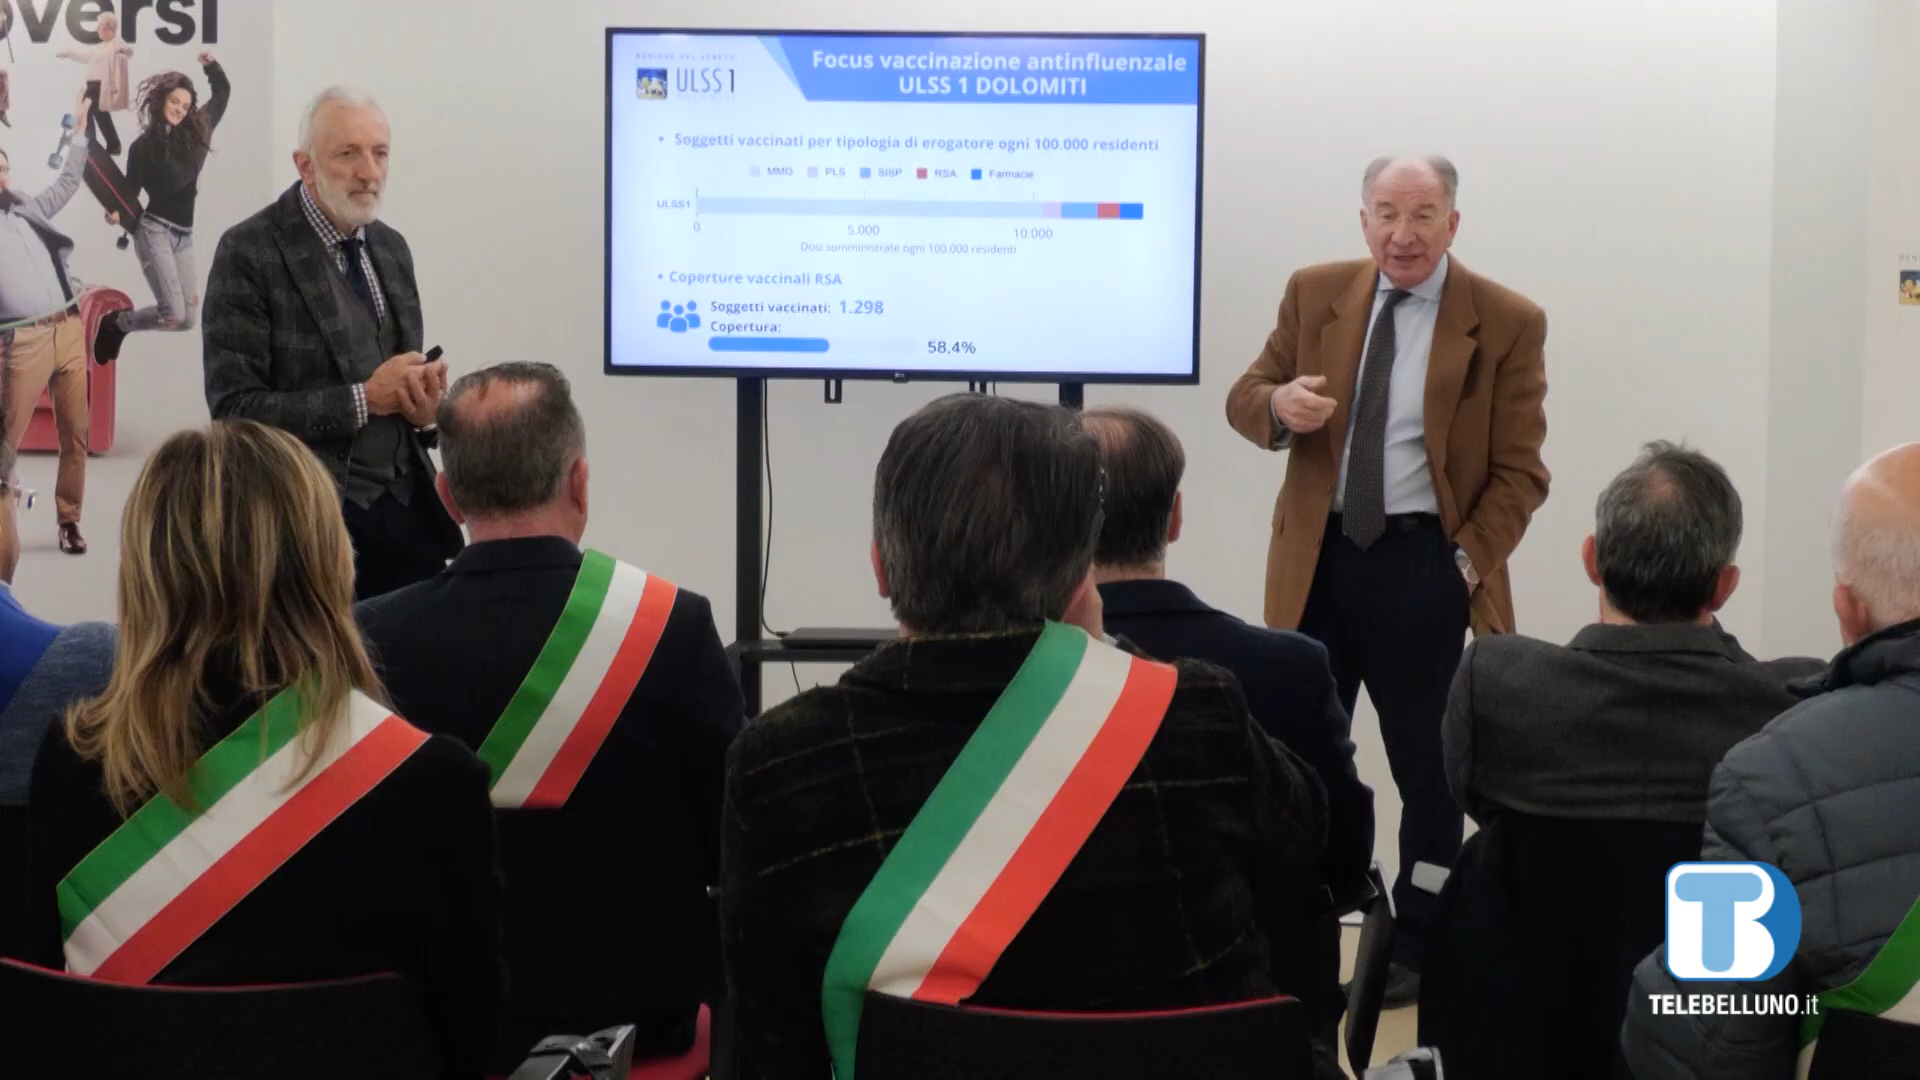 oversi
REGIONE DEL VENETO
ULSS 1
DOLOMITI
Focus vaccinazione antinfluenzale
ULSS 1 DOLOMITI
• Soggetti vaccinati per tipologia di erogatore ogni 100.000 residenti
MMG PLS SISP RSA Farmacie
ULSS1
0 5.000 10.000
Dosi somministrate ogni 100.000 residenti
• Coperture vaccinali RSA
Soggetti vaccinati: 1.298
Copertura:
58,4%
TB
TELEBELLUNO.it